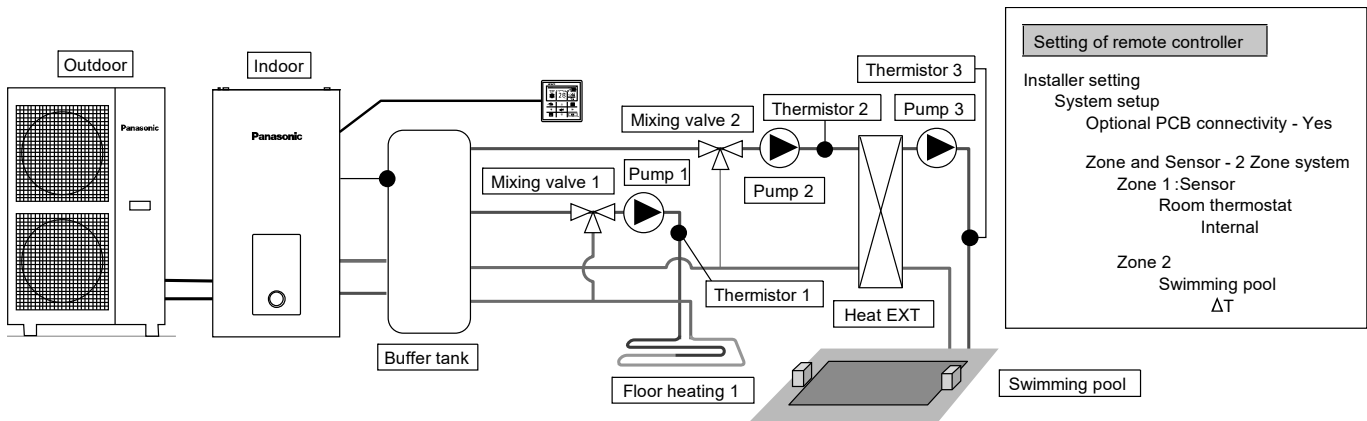 Outdoor
Indoor
Panasonic
Panasonic
28
Mixing valve 1
Pump 1
Mixing valve 2
Thermistor 2
Pump 2
Thermistor 3
Pump 3
Thermistor 1
Heat EXT
Buffer tank
Floor heating 1
Swimming pool
Setting of remote controller
Installer setting
System setup
Optional PCB connectivity - Yes
Zone and Sensor - 2 Zone system
Zone 1 :Sensor
Room thermostat
Internal
Zone 2
Swimming pool
ΔT